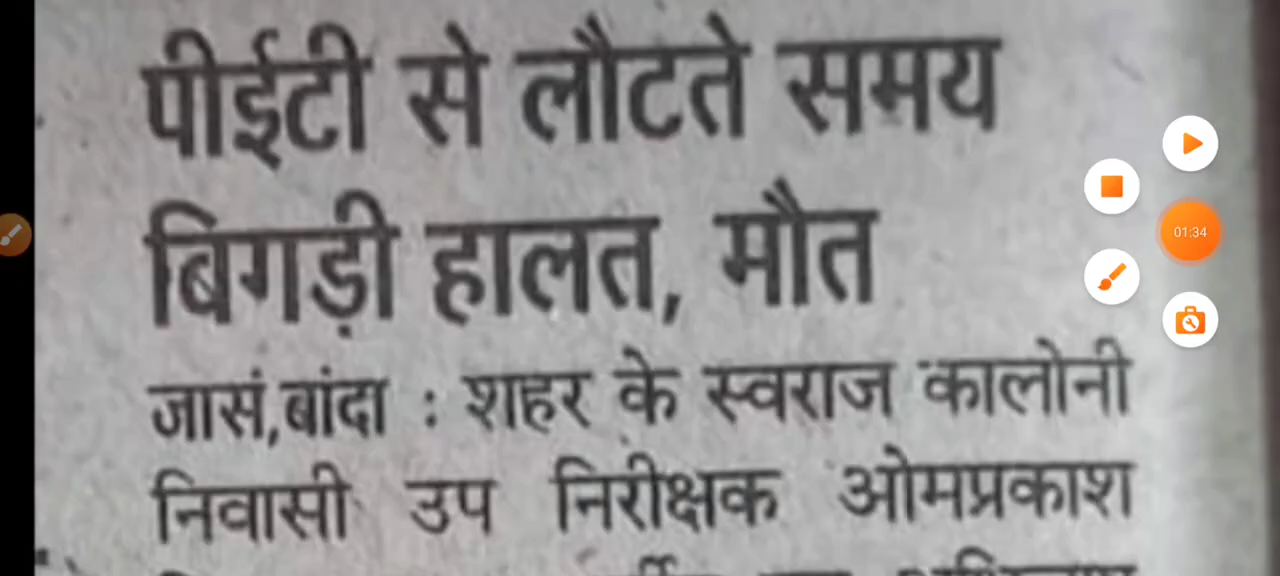 पीईटी से लौटते समय
बिगड़ी हालत, मौत
जासं,बांदा : शहर के स्वराज कालोनी
निवासी उप निरीक्षक ओमप्रकाश
01:34